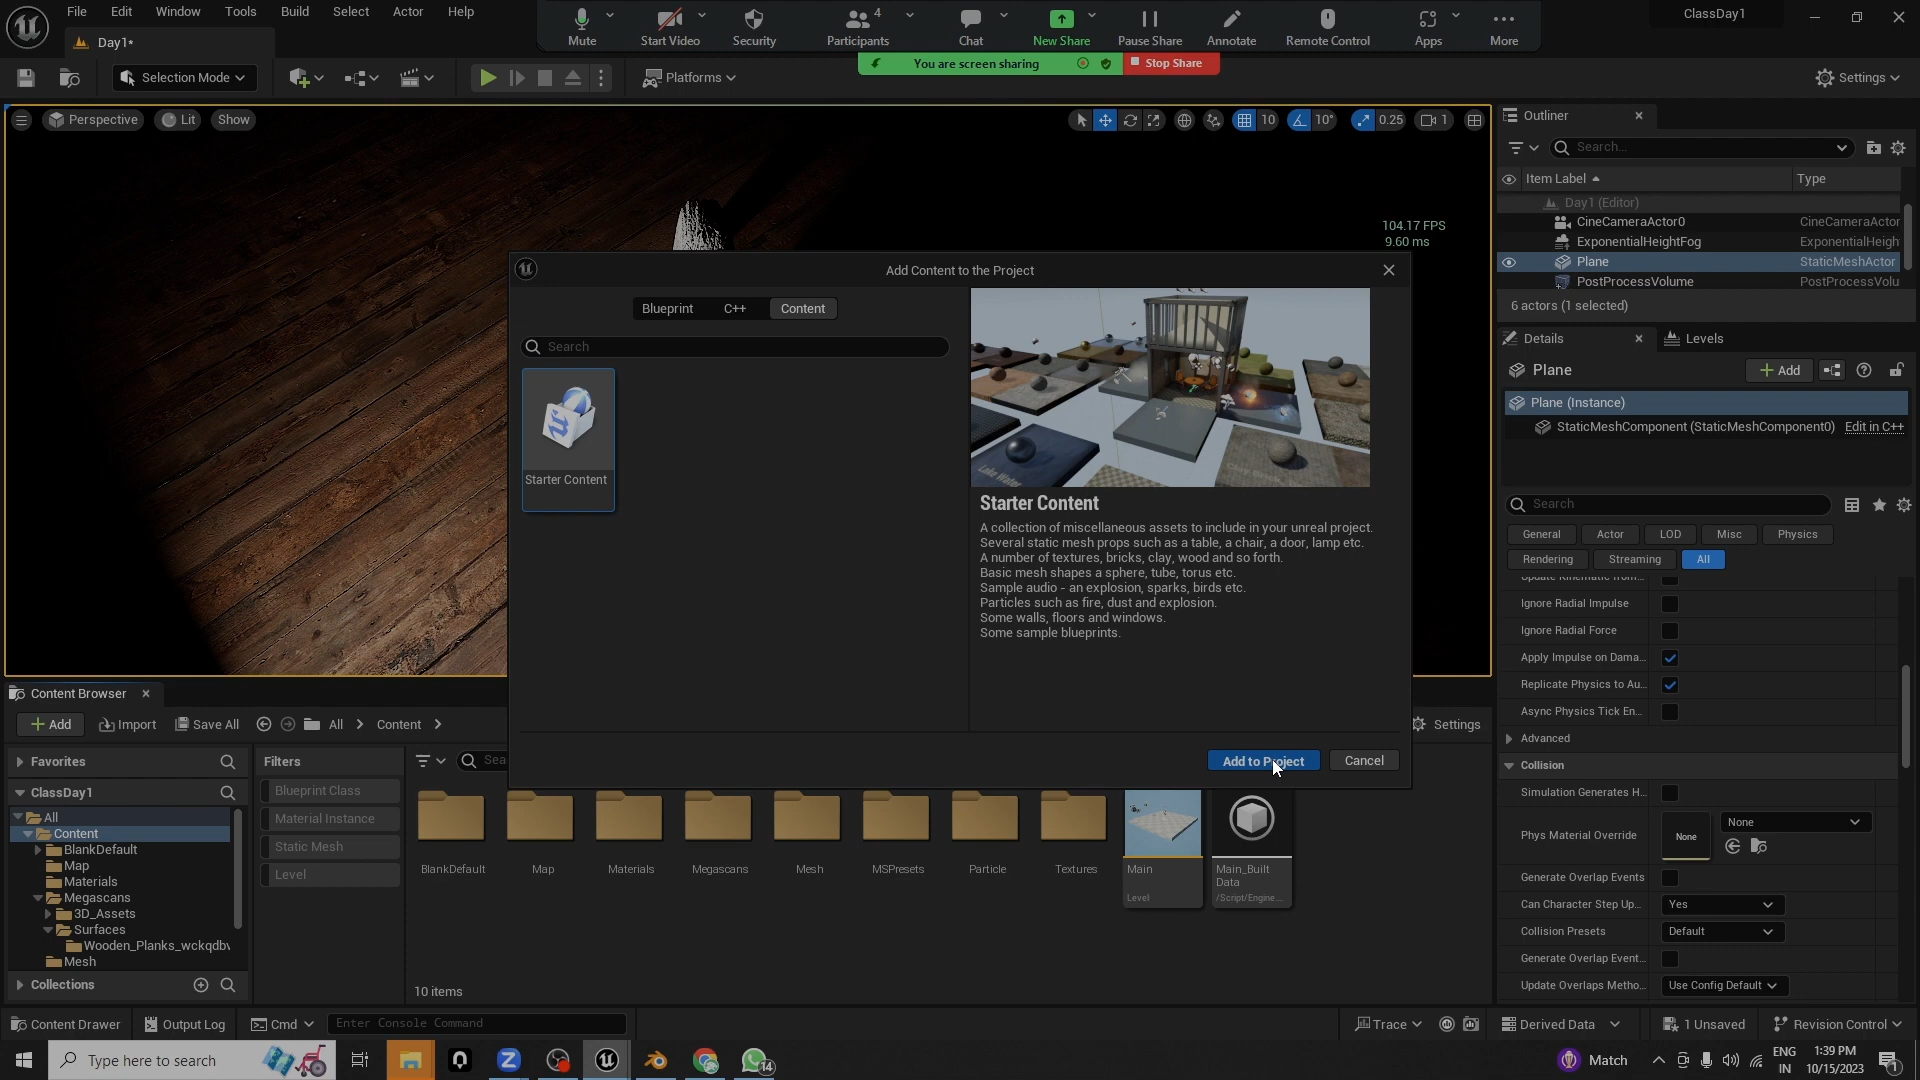 File Edit Window Tools Build Select Actor Help
Mute Start Video Security Participants 4 Chat New Share Pause Share Annotate Remote Control Apps More
ClassDay1
Day1*
You are screen sharing Stop Share
Selection Mode Platforms Settings
Perspective Lit Show 10 10° 0.25 1
104.17 FPS
9.60 ms
Outliner
Search...
Item Label Type
Day1 (Editor)
CineCameraActor0 CineCameraActor
ExponentialHeightFog ExponentialHeigh
Plane StaticMeshActor
PostProcessVolume PostProcessVolu
6 actors (1 selected)
Add Content to the Project
Blueprint C++ Content
Search
Starter Content
Lake Water
Starter Content
A collection of miscellaneous assets to include in your unreal project.
Several static mesh props such as a table, a chair, a door, lamp etc.
A number of textures, bricks, clay, wood and so forth.
Basic mesh shapes a sphere, tube, torus etc.
Sample audio - an explosion, sparks, birds etc.
Particles such as fire, dust and explosion.
Some walls, floors and windows.
Some sample blueprints.
Add to Project Cancel
Details Levels
Plane Add
Plane (Instance)
StaticMeshComponent (StaticMeshComponent0) Edit in C++
Search
General Actor LOD Misc Physics
Rendering Streaming All
Ignore Radial Impulse
Ignore Radial Force
Apply Impulse on Dama...
Replicate Physics to Au...
Async Physics Tick En...
Advanced
Collision
Simulation Generates H...
Phys Material Override None None
Generate Overlap Events
Can Character Step Up... Yes
Collision Presets Default
Generate Overlap Event...
Update Overlaps Metho... Use Config Default
Content Browser
Add Import Save All All Content Settings
Favorites
ClassDay1
All
Content
BlankDefault
Map
Materials
Megascans
3D_Assets
Surfaces
Wooden_Planks_wckqdbv
Mesh
Collections
Filters
Blueprint Class
Material Instance
Static Mesh
Level
Sea
BlankDefault Map Materials Megascans Mesh MSPresets Particle Textures
Main
Level
Main_Built
Data
/Script/Engine...
10 items
Content Drawer Output Log Cmd Enter Console Command Trace Derived Data 1 Unsaved Revision Control
Type here to search 14 Match ENG
IN
1:39 PM
10/15/2023 1